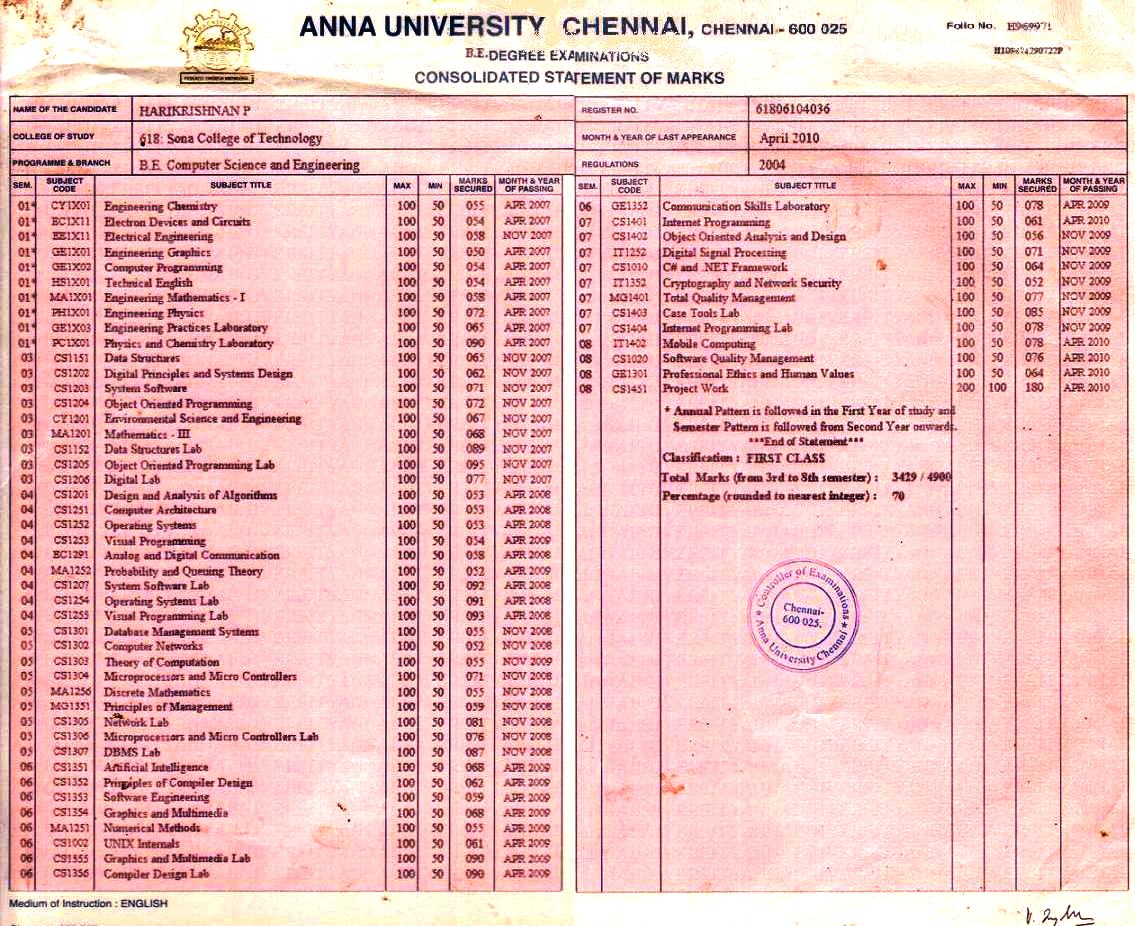 ANNA UNIVERSITY CHENNAI, CHENNAI - 600 025
Folio No. H969971
B.E. DEGREE EXAMINATIONS
CONSOLIDATED STATEMENT OF MARKS
NAME OF THE CANDIDATE HARIKRISHNAN P
REGISTER NO. 61806104036
COLLEGE OF STUDY 618: Sona College of Technology
MONTH & YEAR OF LAST APPEARANCE April 2010
PROGRAMME & BRANCH B.E. Computer Science and Engineering
REGULATIONS 2004
SEM. SUBJECT CODE SUBJECT TITLE MAX MIN MARKS SECURED MONTH & YEAR OF PASSING
01* CY1X01 Engineering Chemistry 100 50 055 APR 2007
01* EC1X11 Electron Devices and Circuits 100 50 054 APR 2007
01* EE1X11 Electrical Engineering 100 50 058 NOV 2007
01* GE1X01 Engineering Graphics 100 50 050 APR 2007
01* GE1X02 Computer Programming 100 50 054 APR 2007
01* HS1X01 Technical English 100 50 054 APR 2007
01* MA1X01 Engineering Mathematics - I 100 50 058 APR 2007
01* PH1X01 Engineering Physics 100 50 072 APR 2007
01* GE1X03 Engineering Practices Laboratory 100 50 065 APR 2007
01* PC1X01 Physics and Chemistry Laboratory 100 50 090 APR 2007
03 CS1151 Data Structures 100 50 065 NOV 2007
03 CS1202 Digital Principles and Systems Design 100 50 062 NOV 2007
03 CS1203 System Software 100 50 071 NOV 2007
03 CS1204 Object Oriented Programming 100 50 072 NOV 2007
03 CY1201 Environmental Science and Engineering 100 50 067 NOV 2007
03 MA1201 Mathematics - III 100 50 068 NOV 2007
03 CS1152 Data Structures Lab 100 50 089 NOV 2007
03 CS1205 Object Oriented Programming Lab 100 50 095 NOV 2007
03 CS1206 Digital Lab 100 50 077 NOV 2007
04 CS1201 Design and Analysis of Algorithms 100 50 053 APR 2008
04 CS1251 Computer Architecture 100 50 053 APR 2008
04 CS1252 Operating Systems 100 50 053 APR 2008
04 CS1253 Visual Programming 100 50 054 APR 2009
04 EC1291 Analog and Digital Communication 100 50 058 APR 2008
04 MA1252 Probability and Queuing Theory 100 50 052 APR 2009
04 CS1207 System Software Lab 100 50 092 APR 2008
04 CS1254 Operating Systems Lab 100 50 091 APR 2008
04 CS1255 Visual Programming Lab 100 50 093 APR 2008
05 CS1301 Database Management Systems 100 50 055 NOV 2008
05 CS1302 Computer Networks 100 50 052 NOV 2008
05 CS1303 Theory of Computation 100 50 055 NOV 2009
05 CS1304 Microprocessors and Micro Controllers 100 50 071 NOV 2008
05 MA1256 Discrete Mathematics 100 50 055 NOV 2008
05 MG1351 Principles of Management 100 50 059 NOV 2008
05 CS1305 Network Lab 100 50 081 NOV 2008
05 CS1306 Microprocessors and Micro Controllers Lab 100 50 076 NOV 2008
05 CS1307 DBMS Lab 100 50 087 NOV 2008
06 CS1351 Artificial Intelligence 100 50 068 APR 2009
06 CS1352 Principles of Compiler Design 100 50 062 APR 2009
06 CS1353 Software Engineering 100 50 059 APR 2009
06 CS1354 Graphics and Multimedia 100 50 068 APR 2009
06 MA1251 Numerical Methods 100 50 055 APR 2009
06 CS1002 UNIX Internals 100 50 061 APR 2009
06 CS1355 Graphics and Multimedia Lab 100 50 090 APR 2009
06 CS1356 Compiler Design Lab 100 50 090 APR 2009
SEM. SUBJECT CODE SUBJECT TITLE MAX MIN MARKS SECURED MONTH & YEAR OF PASSING
06 GE1352 Communication Skills Laboratory 100 50 078 APR 2009
07 CS1401 Internet Programming 100 50 061 APR 2010
07 CS1402 Object Oriented Analysis and Design 100 50 056 NOV 2009
07 IT1252 Digital Signal Processing 100 50 071 NOV 2009
07 CS1010 C# and .NET Framework 100 50 064 NOV 2009
07 IT1352 Cryptography and Network Security 100 50 052 NOV 2009
07 MG1401 Total Quality Management 100 50 077 NOV 2009
07 CS1403 Case Tools Lab 100 50 085 NOV 2009
07 CS1404 Internet Programming Lab 100 50 078 NOV 2009
08 IT1402 Mobile Computing 100 50 078 APR 2010
08 CS1020 Software Quality Management 100 50 076 APR 2010
08 GE1301 Professional Ethics and Human Values 100 50 064 APR 2010
08 CS1451 Project Work 200 100 180 APR 2010
* Annual Pattern is followed in the First Year of study and
Semester Pattern is followed from Second Year onwards.
***End of Statement***
Classification : FIRST CLASS
Total Marks (from 3rd to 8th semester) : 3429 / 4900
Percentage (rounded to nearest integer) : 70
Controller of Examinations
Chennai-
600 025.
Anna University Chennai
Medium of Instruction : ENGLISH